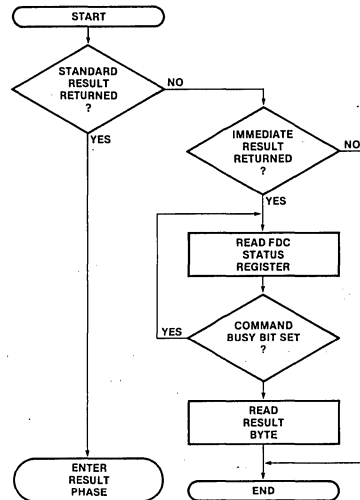 START
STANDARD
RESULT
RETURNED
?
NO
YES
IMMEDIATE
RESULT
RETURNED
?
NO
YES
READ FDC
STATUS
REGISTER
COMMAND
BUSY BIT SET
?
YES
READ
RESULT
BYTE
ENTER
RESULT
PHASE
END